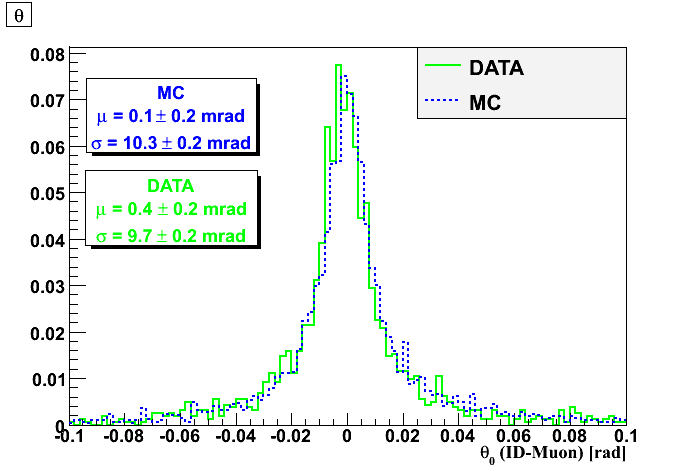 θ
0.08
0.07
0.06
0.05
0.04
0.03
0.02
0.01
0
-0.1
-0.08
-0.06
-0.04
-0.02
0
0.02
0.04
0.06
0.08
0.1
θ0 (ID-Muon) [rad]
MC
μ = 0.1 ± 0.2 mrad
σ = 10.3 ± 0.2 mrad
DATA
μ = 0.4 ± 0.2 mrad
σ = 9.7 ± 0.2 mrad
DATA
MC